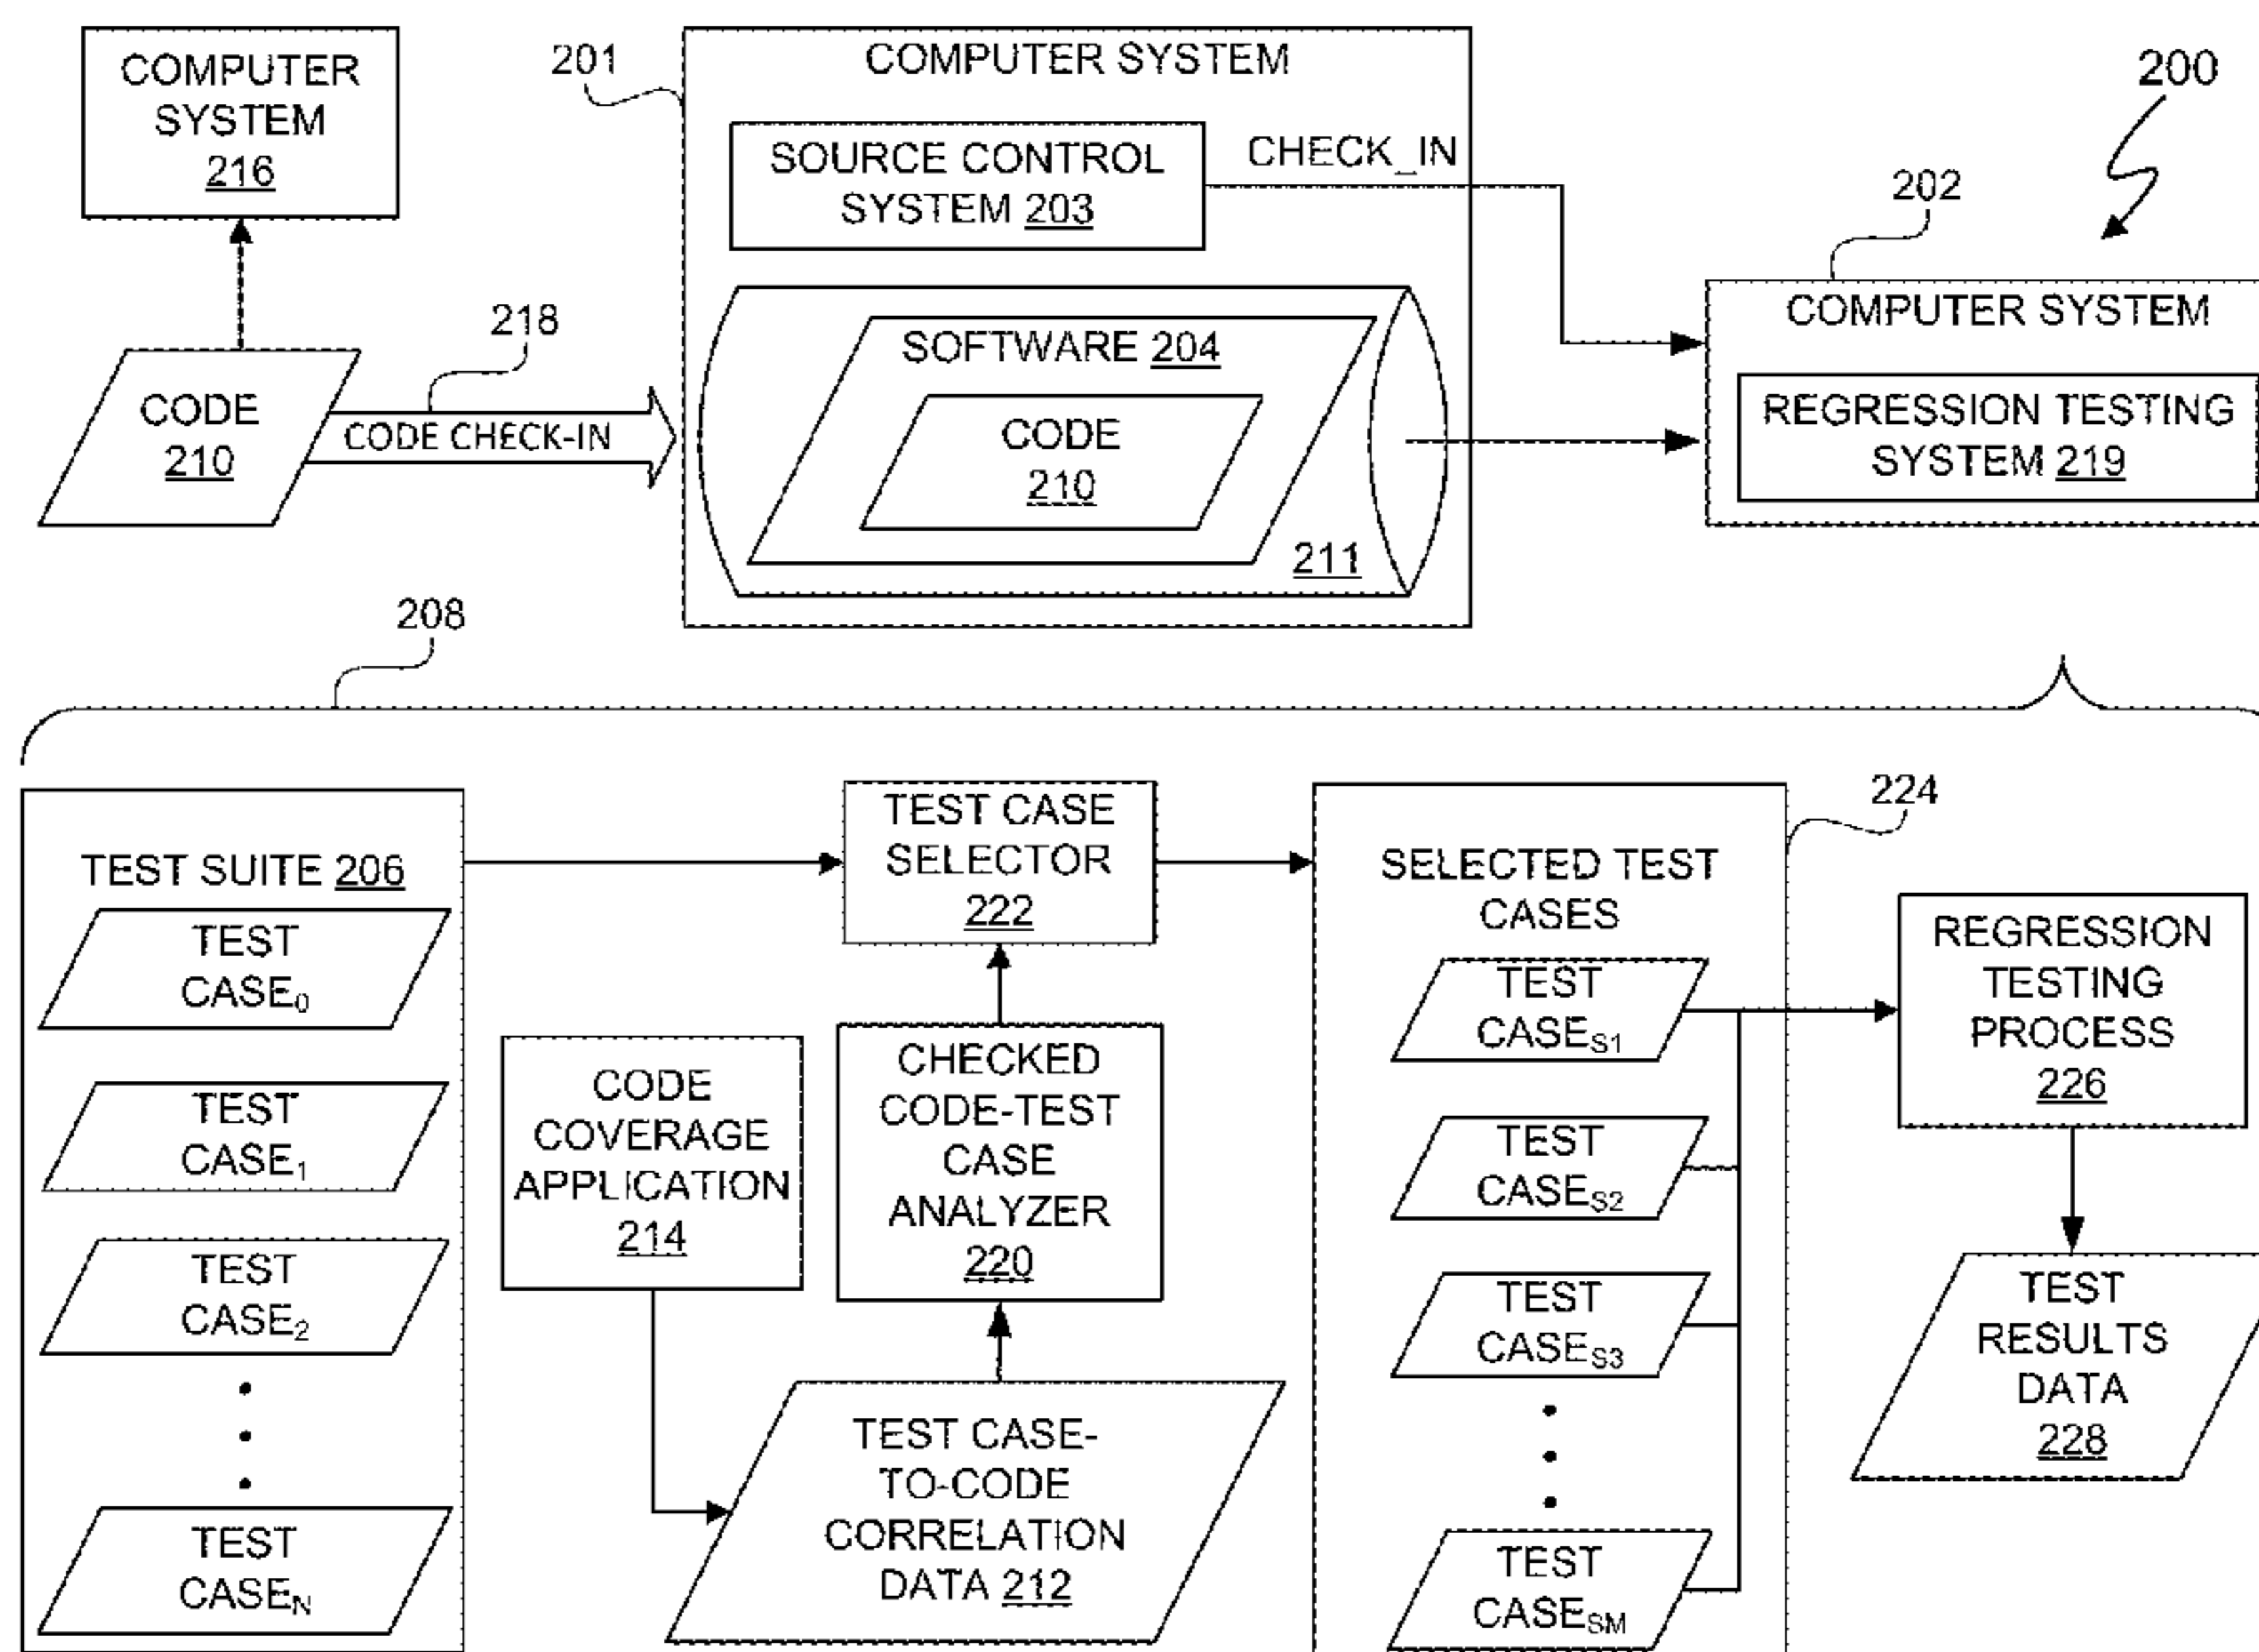 COMPUTER
SYSTEM
216
201
COMPUTER SYSTEM
200
SOURCE CONTROL
SYSTEM 203
CHECK_IN
202
COMPUTER SYSTEM
REGRESSION TESTING
SYSTEM 219
218
CODE
210
CODE CHECK-IN
SOFTWARE 204
CODE
210
211
208
TEST SUITE 206
TEST
CASE0
TEST
CASE1
TEST
CASE2
TEST
CASEN
TEST CASE
SELECTOR
222
CODE
COVERAGE
APPLICATION
214
CHECKED
CODE-TEST
CASE
ANALYZER
220
TEST CASE-
TO-CODE
CORRELATION
DATA 212
224
SELECTED TEST
CASES
TEST
CASES1
TEST
CASES2
TEST
CASES3
TEST
CASESM
REGRESSION
TESTING
PROCESS
226
TEST
RESULTS
DATA
228